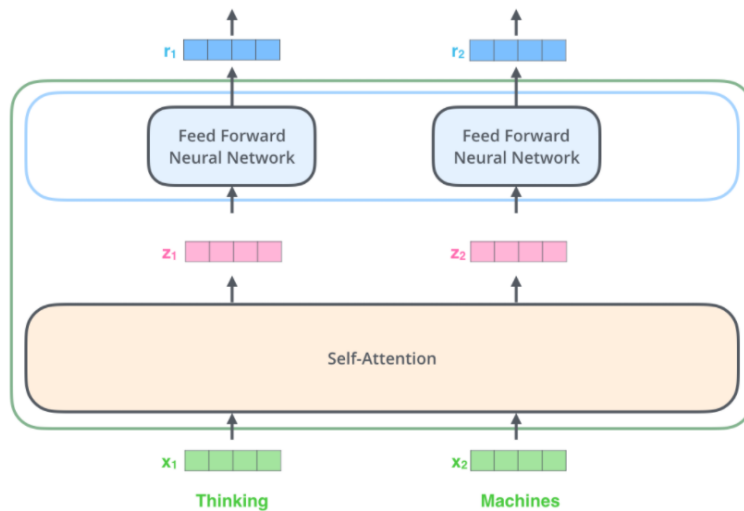 r₁
r₂
Feed Forward
Neural Network
Feed Forward
Neural Network
z₁
z₂
Self-Attention
x₁
x₂
Thinking
Machines